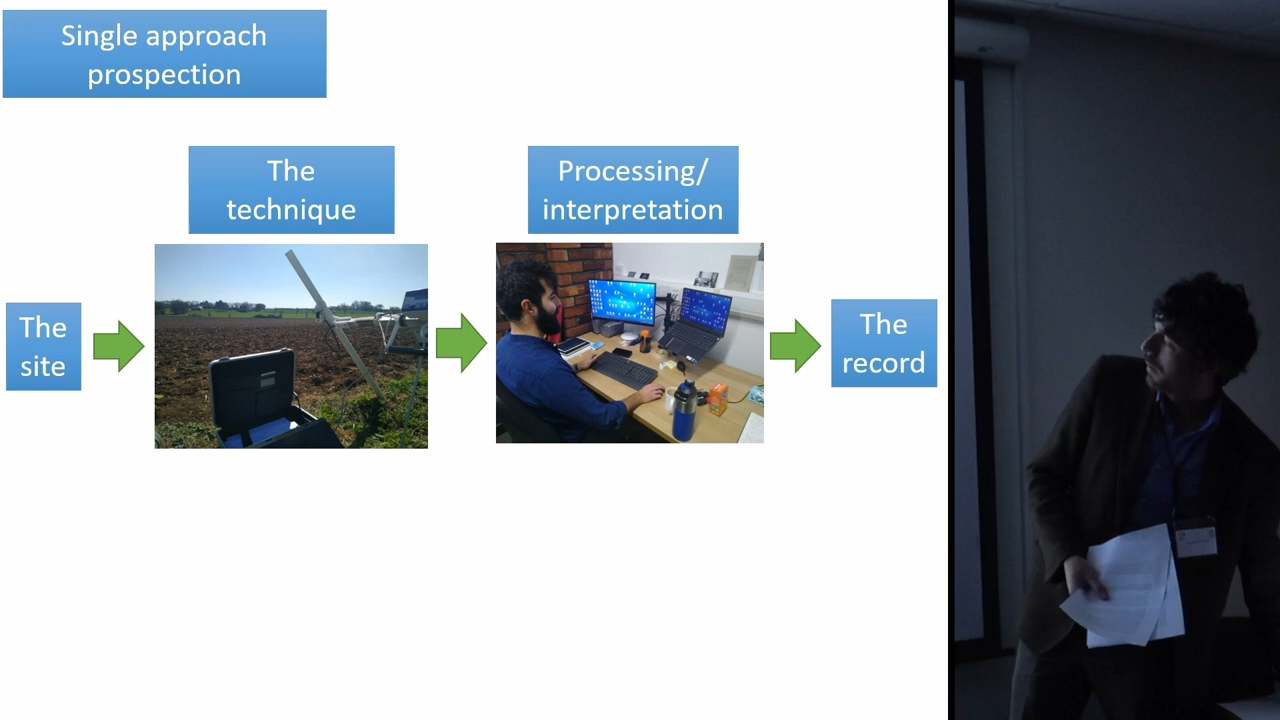 Single approach
prospection
The
technique
Processing/
interpretation
The
site
The
record